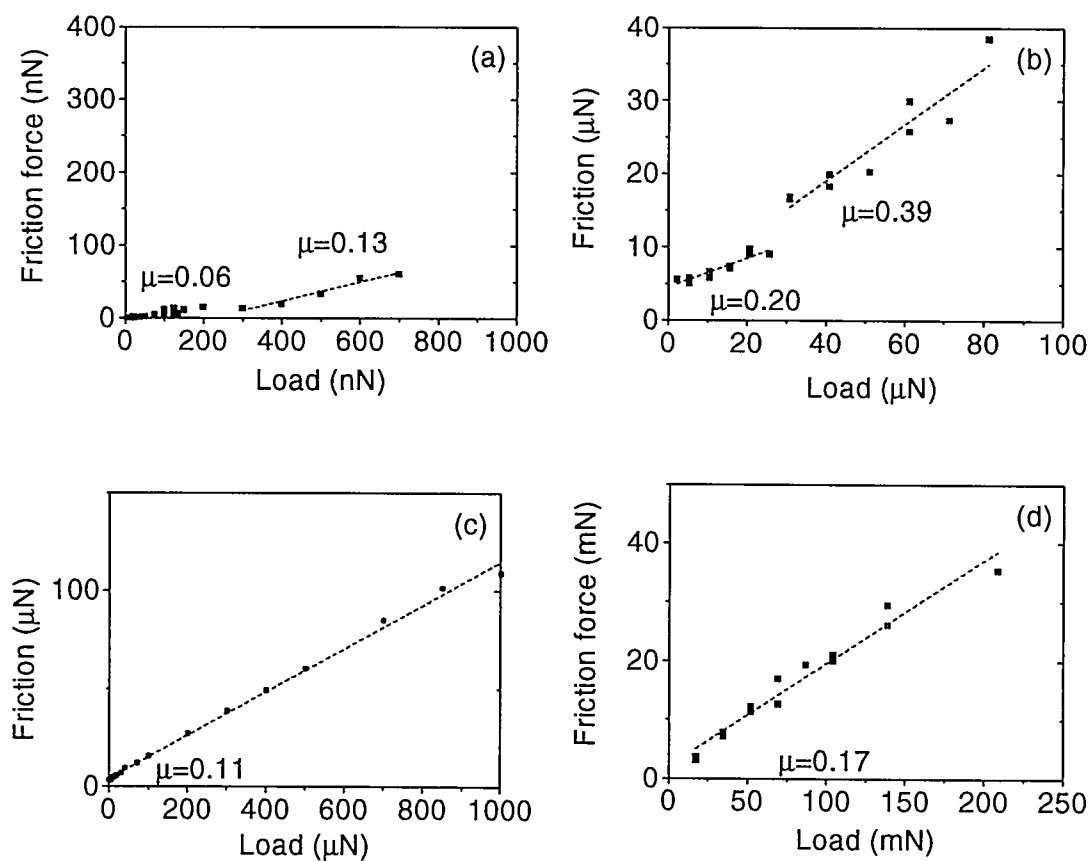 (a)
Friction force (nN)
400
300
200
100
0
μ=0.06
μ=0.13
0 200 400 600 800 1000
Load (nN)
(b)
Friction (μN)
40
30
20
10
0
μ=0.39
μ=0.20
0 20 40 60 80 100
Load (μN)
(c)
Friction (μN)
100
0
μ=0.11
0 200 400 600 800 1000
Load (μN)
(d)
Friction force (mN)
40
20
0
μ=0.17
0 50 100 150 200 250
Load (mN)